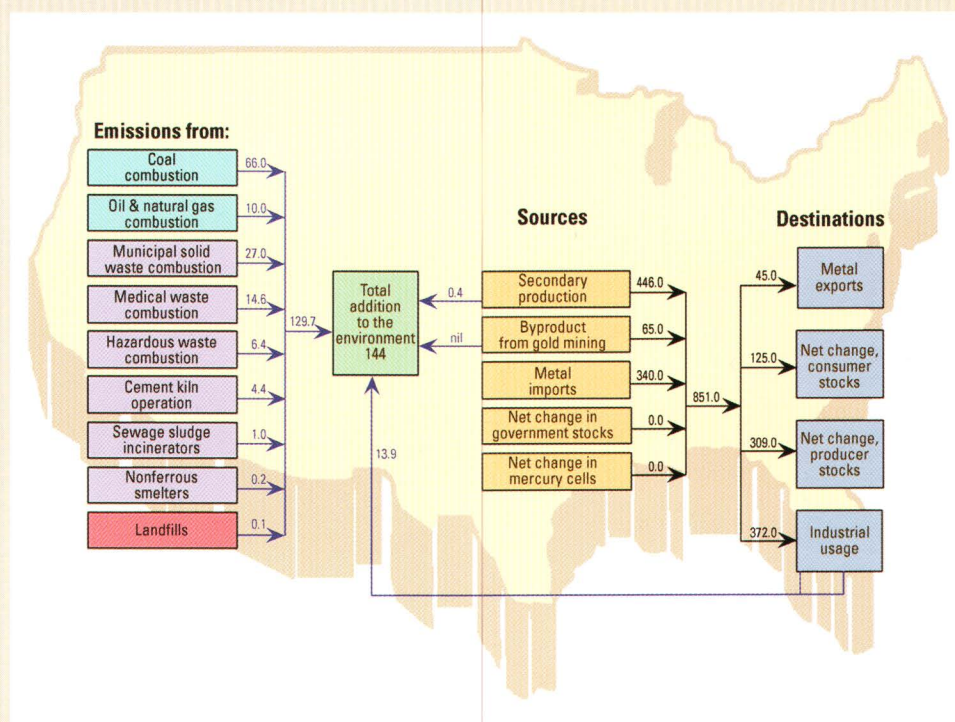 Emissions from:
Coal
combustion
66.0
Oil & natural gas
combustion
10.0
Municipal solid
waste combustion
27.0
Medical waste
combustion
14.6
Hazardous waste
combustion
6.4
Cement kiln
operation
4.4
Sewage sludge
incinerators
1.0
Nonferrous
smelters
0.2
Landfills
0.1
129.7
Total
addition
to the
environment
144
0.4
nil
13.9
Sources
Secondary
production
446.0
Byproduct
from gold mining
65.0
Metal
imports
340.0
Net change in
government stocks
0.0
Net change in
mercury cells
0.0
851.0
Destinations
45.0
Metal
exports
125.0
Net change,
consumer
stocks
309.0
Net change,
producer
stocks
372.0
Industrial
usage